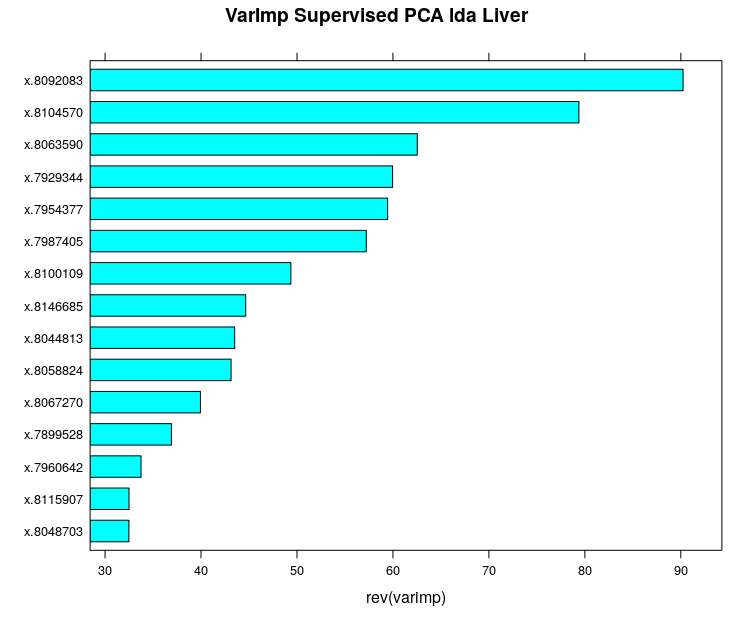 VarImp Supervised PCA Ida Liver
x.8092083
x.8104570
x.8063590
x.7929344
x.7954377
x.7987405
x.8100109
x.8146685
x.8044813
x.8058824
x.8067270
x.7899528
x.7960642
x.8115907
x.8048703
30 40 50 60 70 80 90
rev(varimp)